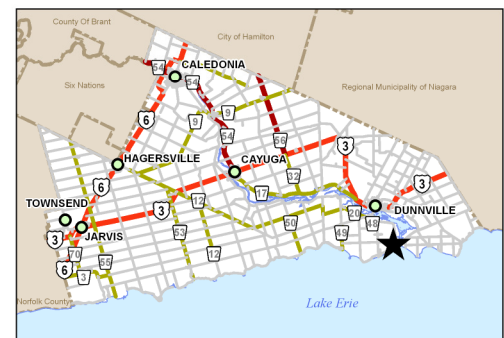 County Of Brant
City of Hamilton
54
CALEDONIA
54
Six Nations
Regional Municipality of Niagara
6
9
9
54
56
3
HAGERSVILLE
CAYUGA
6
32
3
17
TOWNSEND
12
3
20
DUNNVILLE
3
JARVIS
53
50
49
48
70
55
12
6
3
Norfolk County
Lake Erie